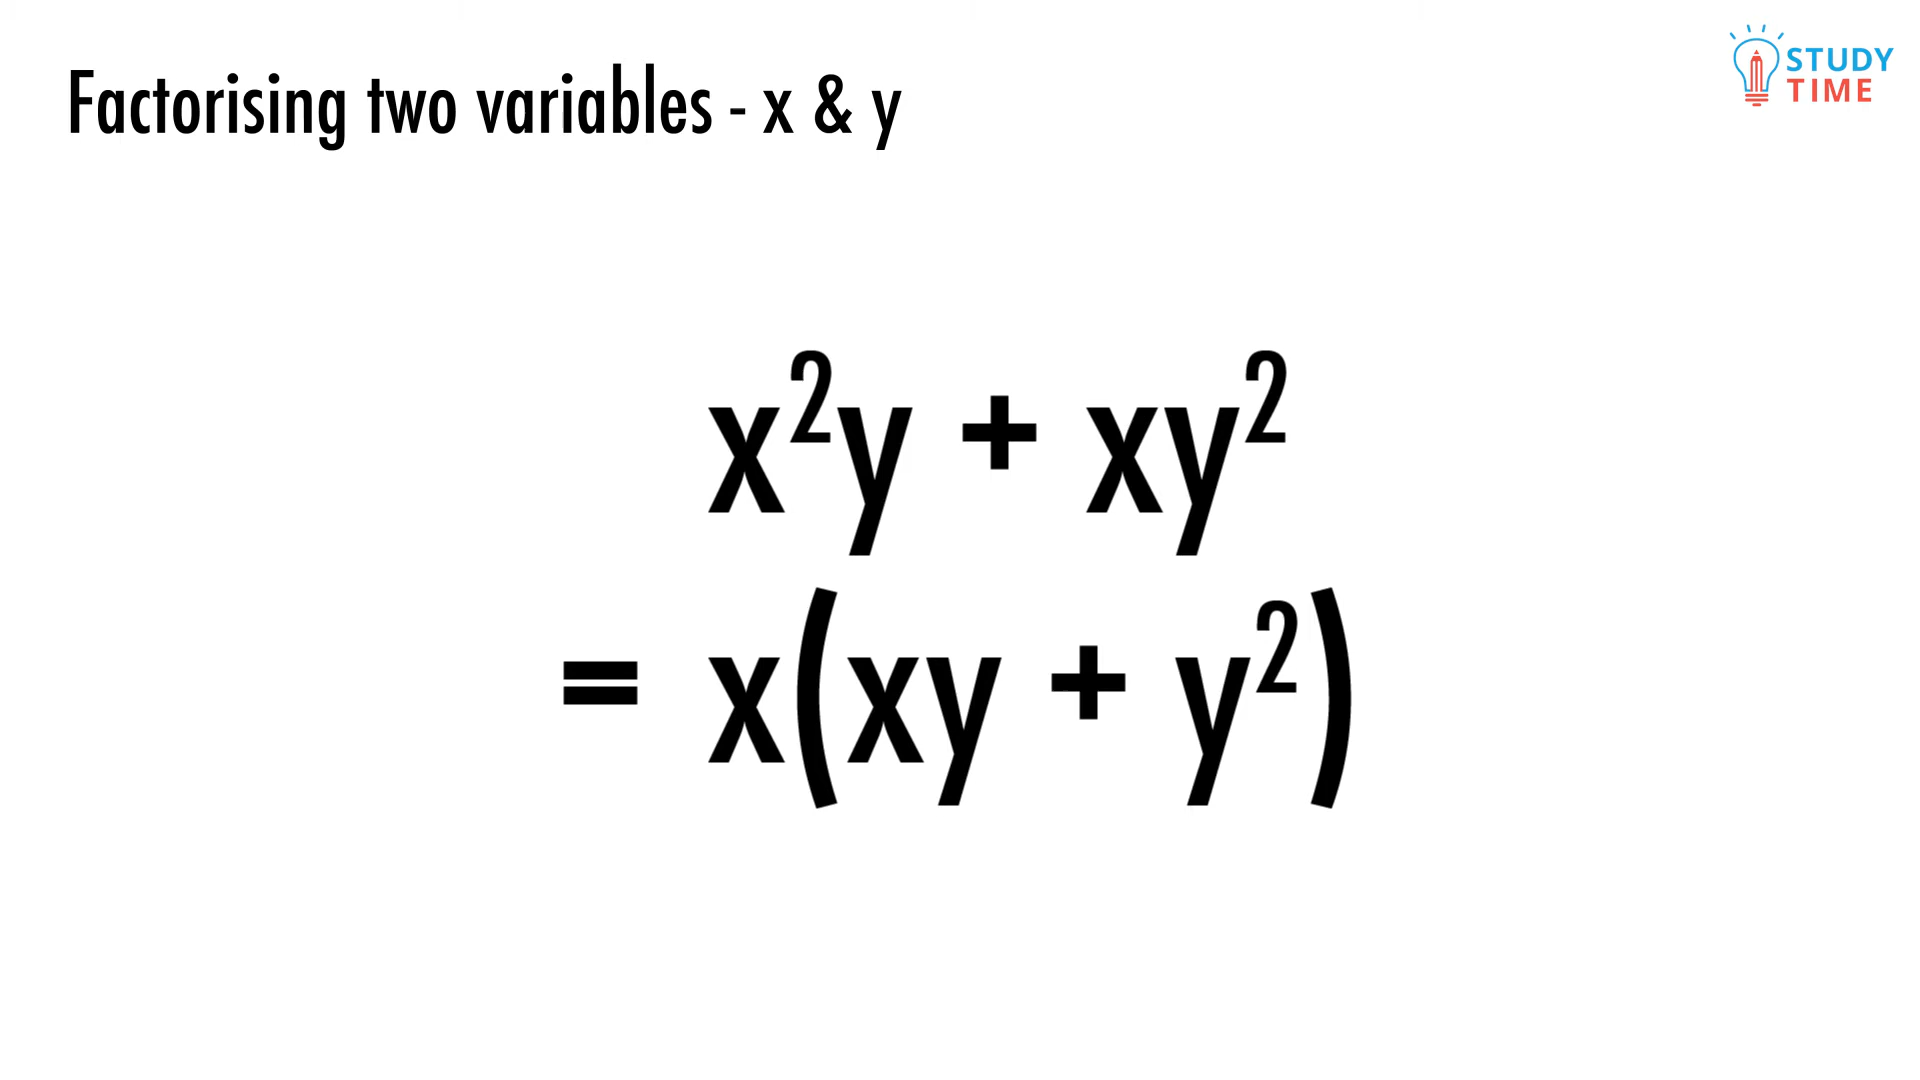 Factorising two variables - x & y
STUDY
TIME
x²y + xy²
= x(xy + y²)